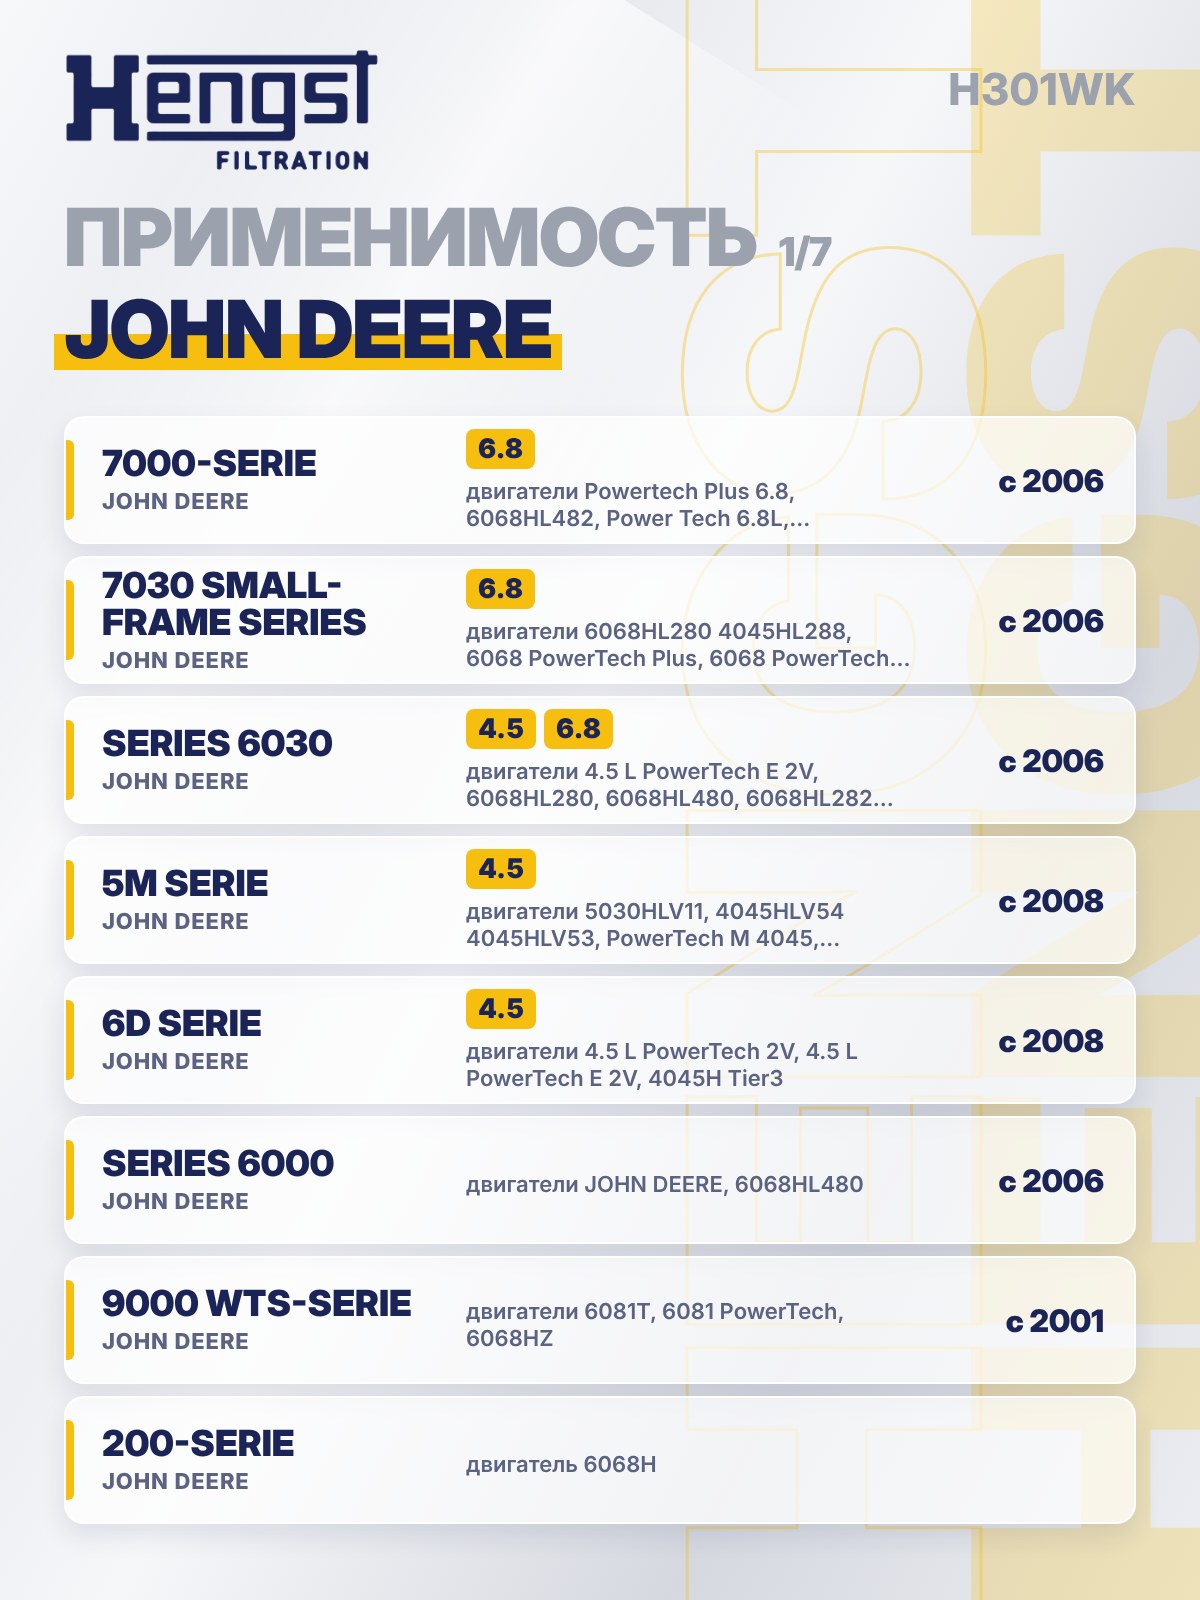 Hengst
FILTRATION
H301WK
ПРИМЕНИМОСТЬ 1/7
JOHN DEERE
7000-SERIE
JOHN DEERE
6.8
двигатели Powertech Plus 6.8,
6068HL482, Power Tech 6.8L,...
с 2006
7030 SMALL-
FRAME SERIES
JOHN DEERE
6.8
двигатели 6068HL280 4045HL288,
6068 PowerTech Plus, 6068 PowerTech...
с 2006
SERIES 6030
JOHN DEERE
4.5 6.8
двигатели 4.5 L PowerTech E 2V,
6068HL280, 6068HL480, 6068HL282...
с 2006
5M SERIE
JOHN DEERE
4.5
двигатели 5030HLV11, 4045HLV54
4045HLV53, PowerTech M 4045,...
с 2008
6D SERIE
JOHN DEERE
4.5
двигатели 4.5 L PowerTech 2V, 4.5 L
PowerTech E 2V, 4045H Tier3
с 2008
SERIES 6000
JOHN DEERE
двигатели JOHN DEERE, 6068HL480
с 2006
9000 WTS-SERIE
JOHN DEERE
двигатели 6081T, 6081 PowerTech,
6068HZ
с 2001
200-SERIE
JOHN DEERE
двигатель 6068H
HENGST
HENGST